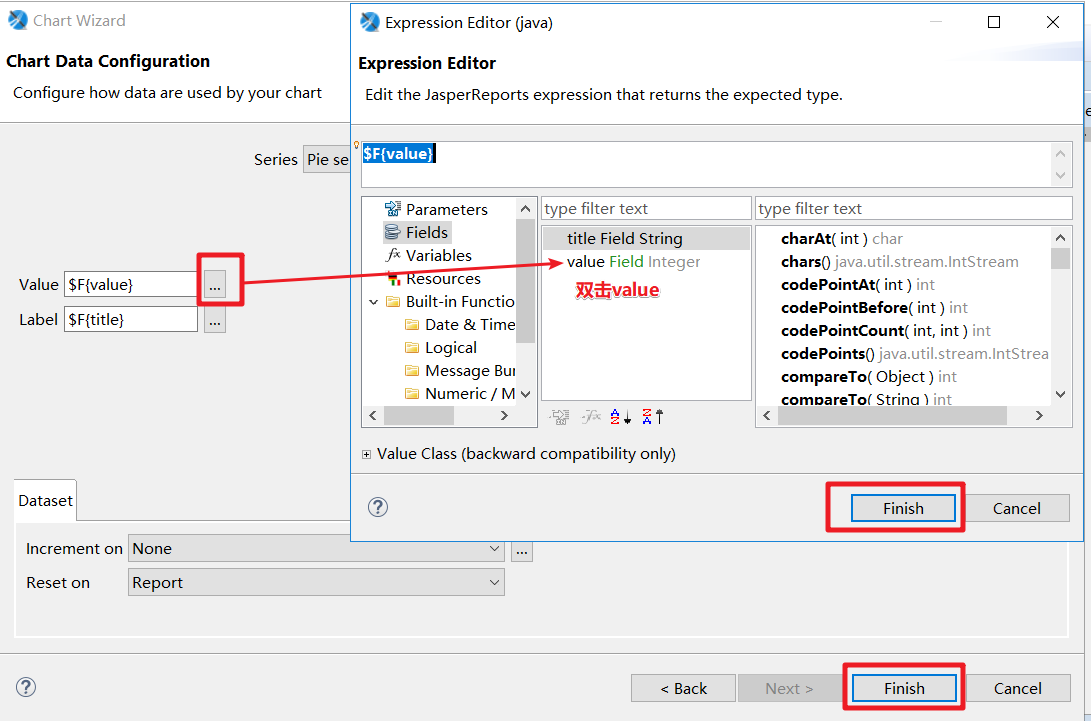 Chart Wizard
Chart Data Configuration
Configure how data are used by your chart
Series Pie se
Value $F{value} ...
Label $F{title} ...
Dataset
Increment on None ...
Reset on Report
< Back Next > Finish Cancel
Expression Editor (java)
Expression Editor
Edit the JasperReports expression that returns the expected type.
$F{value}
Parameters
Fields
Variables
Resources
Built-in Functio
Date & Time
Logical
Message Bu
Numeric / M
type filter text
title Field String
value Field Integer
双击value
type filter text
charAt( int ) char
chars() java.util.stream.IntStream
codePointAt( int ) int
codePointBefore( int ) int
codePointCount( int, int ) int
codePoints() java.util.stream.IntStrea
compareTo( Object ) int
compareTo( String ) int
Value Class (backward compatibility only)
Finish Cancel